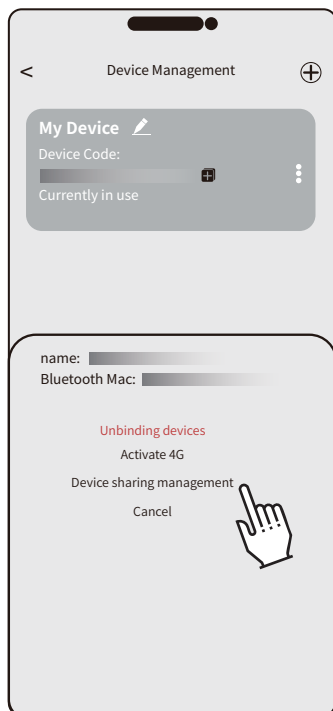 <
Device Management
My Device
Device Code:
Currently in use
name:
Bluetooth Mac:
Unbinding devices
Activate 4G
Device sharing management
Cancel